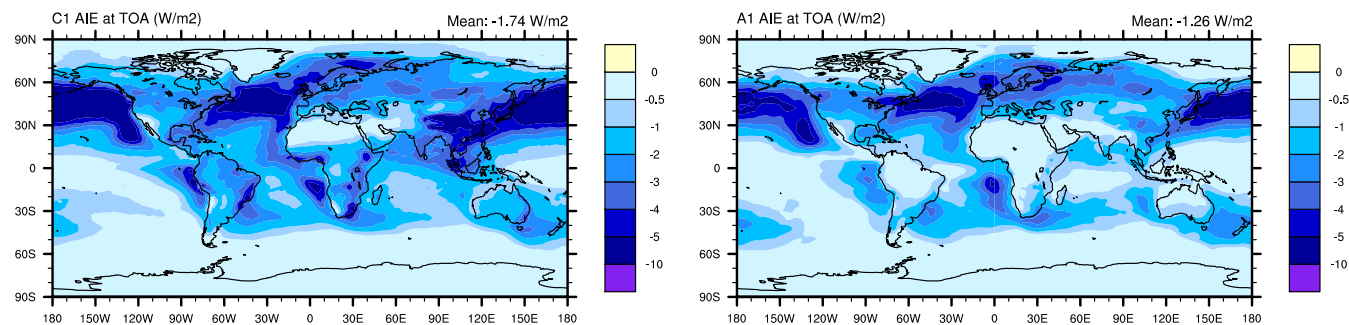 C1 AIE at TOA (W/m2) Mean: -1.74 W/m2
90N
60N
30N
0
30S
60S
90S
180 150W 120W 90W 60W 30W 0 30E 60E 90E 120E 150E 180
0
-0.5
-1
-2
-3
-4
-5
-10
A1 AIE at TOA (W/m2) Mean: -1.26 W/m2
90N
60N
30N
0
30S
60S
90S
180 150W 120W 90W 60W 30W 0 30E 60E 90E 120E 150E 180
0
-0.5
-1
-2
-3
-4
-5
-10